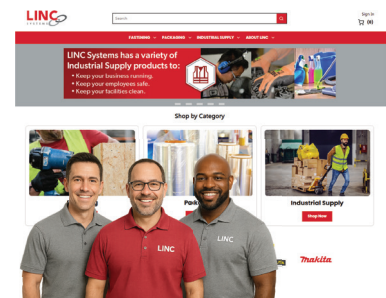 LINC
SYSTEMS
Search
Sign In
(0)
FASTENING
PACKAGING
INDUSTRIAL SUPPLY
ABOUT LINC
LINC Systems has a variety of
Industrial Supply products to:
• Keep your business running.
• Keep your employees safe.
• Keep your facilities clean.
Shop by Category
Industrial Supply
Shop Now
LINC
LINC
makita